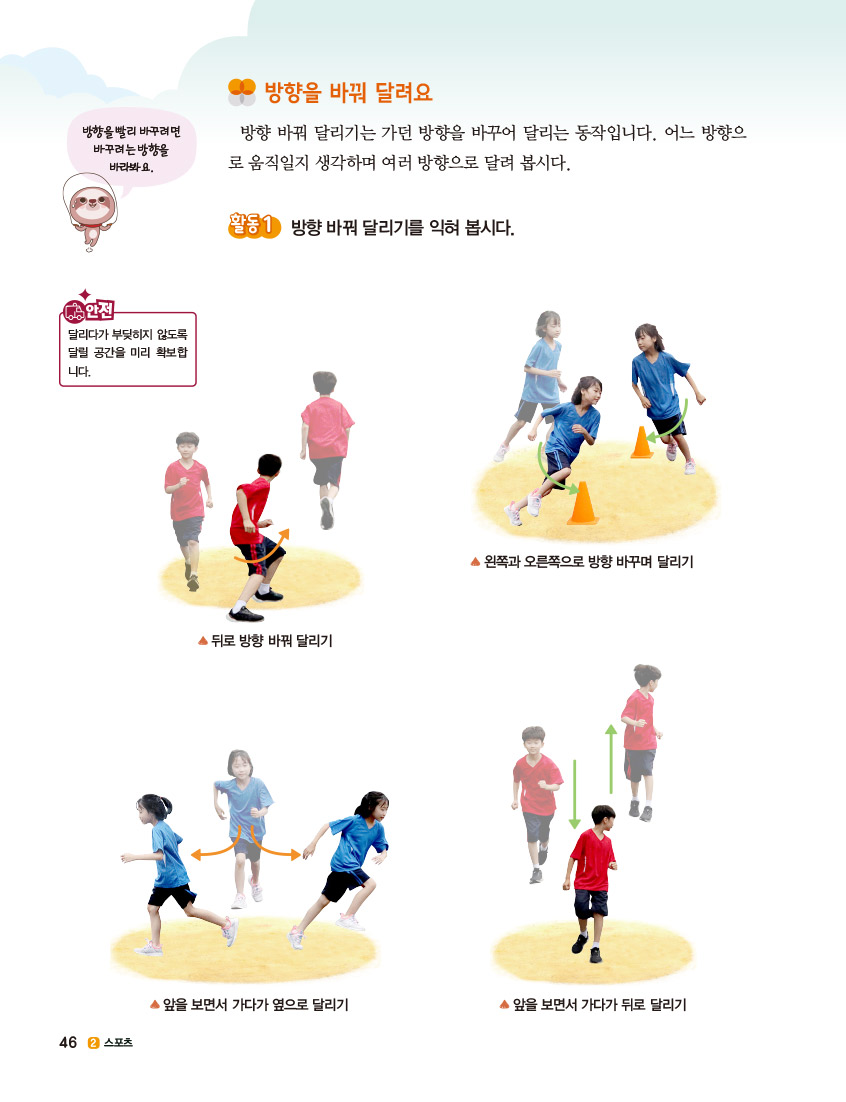 방향을 바꿔 달려요
방향을 빨리 바꾸려면
바꾸려는 방향을
바라봐요.
방향 바꿔 달리기는 가던 방향을 바꾸어 달리는 동작입니다. 어느 방향으
로 움직일지 생각하며 여러 방향으로 달려 봅시다.
활동1 방향 바꿔 달리기를 익혀 봅시다.
안전
달리다가 부딪히지 않도록
달릴 공간을 미리 확보합
니다.
▲ 왼쪽과 오른쪽으로 방향 바꾸며 달리기
▲ 뒤로 방향 바꿔 달리기
▲ 앞을 보면서 가다가 옆으로 달리기
▲ 앞을 보면서 가다가 뒤로 달리기
46 2 스포츠